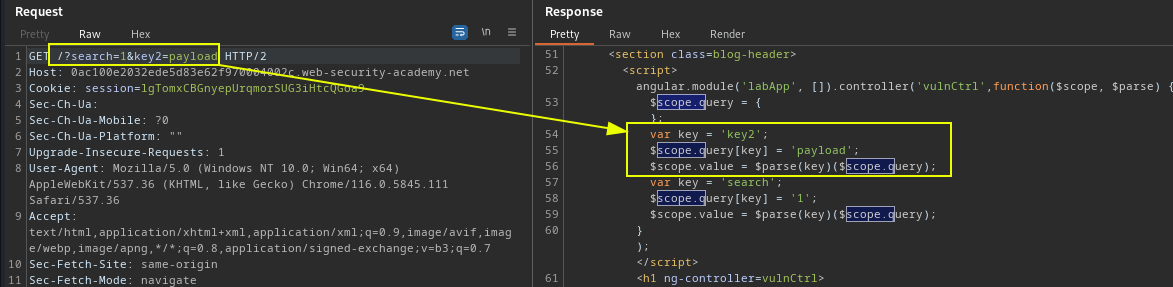 Request
Pretty Raw Hex
\n
1 GET /?search=1&key2=payload HTTP/2
2 Host: 0ac100e2032ede5d83e62f970004002c.web-security-academy.net
3 Cookie: session=
4 Sec-Ch-Ua:
5 Sec-Ch-Ua-Mobile: ?0
6 Sec-Ch-Ua-Platform: ""
7 Upgrade-Insecure-Requests: 1
8 User-Agent: Mozilla/5.0 (Windows NT 10.0; Win64; x64)
AppleWebKit/537.36 (KHTML, like Gecko) Chrome/116.0.5845.111
Safari/537.36
9 Accept:
text/html,application/xhtml+xml,application/xml;q=0.9,image/avif,imag
e/webp,image/apng,*/*;q=0.8,application/signed-exchange;v=b3;q=0.7
10 Sec-Fetch-Site: same-origin
11 Sec-Fetch-Mode: navigate
Response
Pretty Raw Hex Render
51 <section class=blog-header>
52 <script>
angular.module('labApp', []).controller('vulnCtrl',function($scope, $parse) {
53 $scope.query = {
};
54 var key = 'key2';
55 $scope.query[key] = 'payload';
56 $scope.value = $parse(key)($scope.query);
57 var key = 'search';
58 $scope.query[key] = '1';
59 $scope.value = $parse(key)($scope.query);
60 }
);
</script>
61 <h1 ng-controller=vulnCtrl>